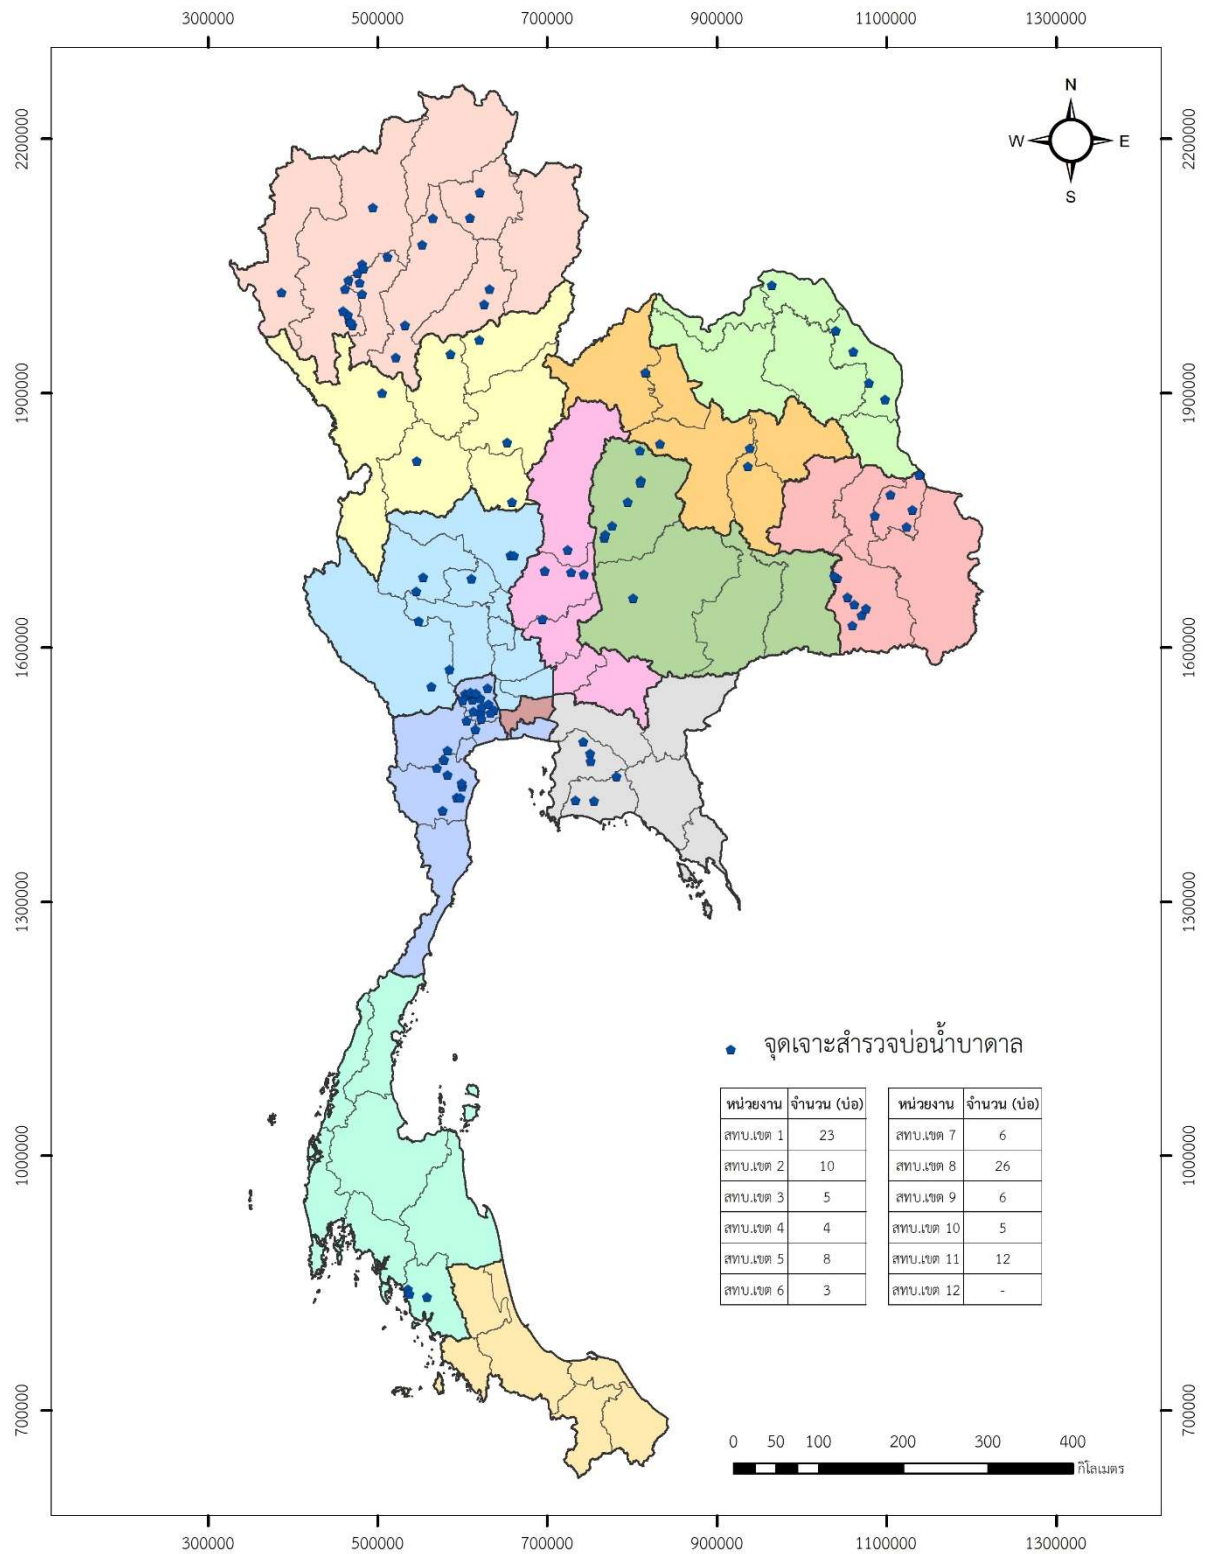 300000 500000 700000 900000 1100000 1300000
N
W E
S
2200000 2200000
1900000 1900000
1600000 1600000
1300000 1300000
1000000 1000000
700000 700000
จุดเจาะสำรวจบ่อน้ำบาดาล
หน่วยงาน จำนวน (บ่อ) หน่วยงาน จำนวน (บ่อ)
สทบ.เขต 1 23 สทบ.เขต 7 6
สทบ.เขต 2 10 สทบ.เขต 8 26
สทบ.เขต 3 5 สทบ.เขต 9 6
สทบ.เขต 4 4 สทบ.เขต 10 5
สทบ.เขต 5 8 สทบ.เขต 11 12
สทบ.เขต 6 3 สทบ.เขต 12 -
0 50 100 200 300 400
กิโลเมตร
300000 500000 700000 900000 1100000 1300000